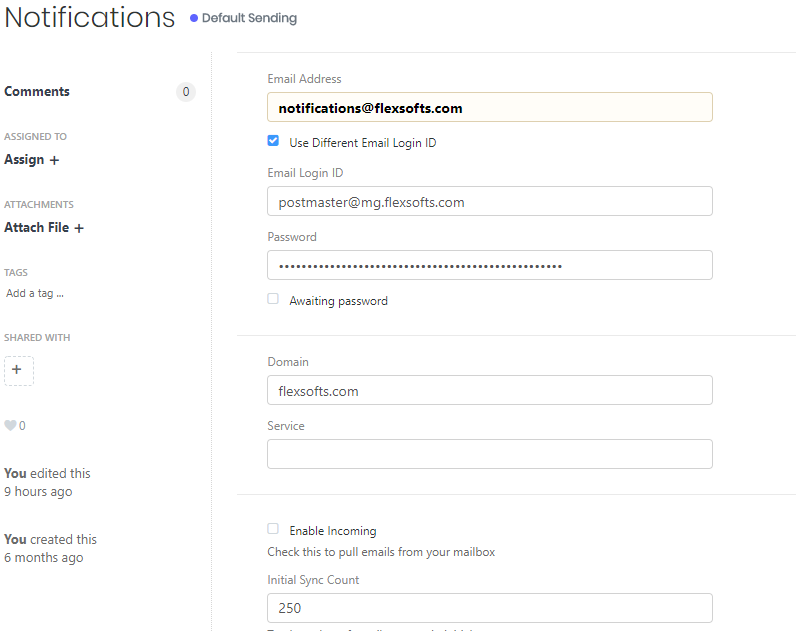 Notifications
Default Sending
Comments
0
ASSIGNED TO
Assign +
ATTACHMENTS
Attach File +
TAGS
Add a tag ...
SHARED WITH
+
0
You edited this
9 hours ago
You created this
6 months ago
Email Address
notifications@flexsofts.com
Use Different Email Login ID
Email Login ID
postmaster@mg.flexsofts.com
Password
Awaiting password
Domain
flexsofts.com
Service
Enable Incoming
Check this to pull emails from your mailbox
Initial Sync Count
250